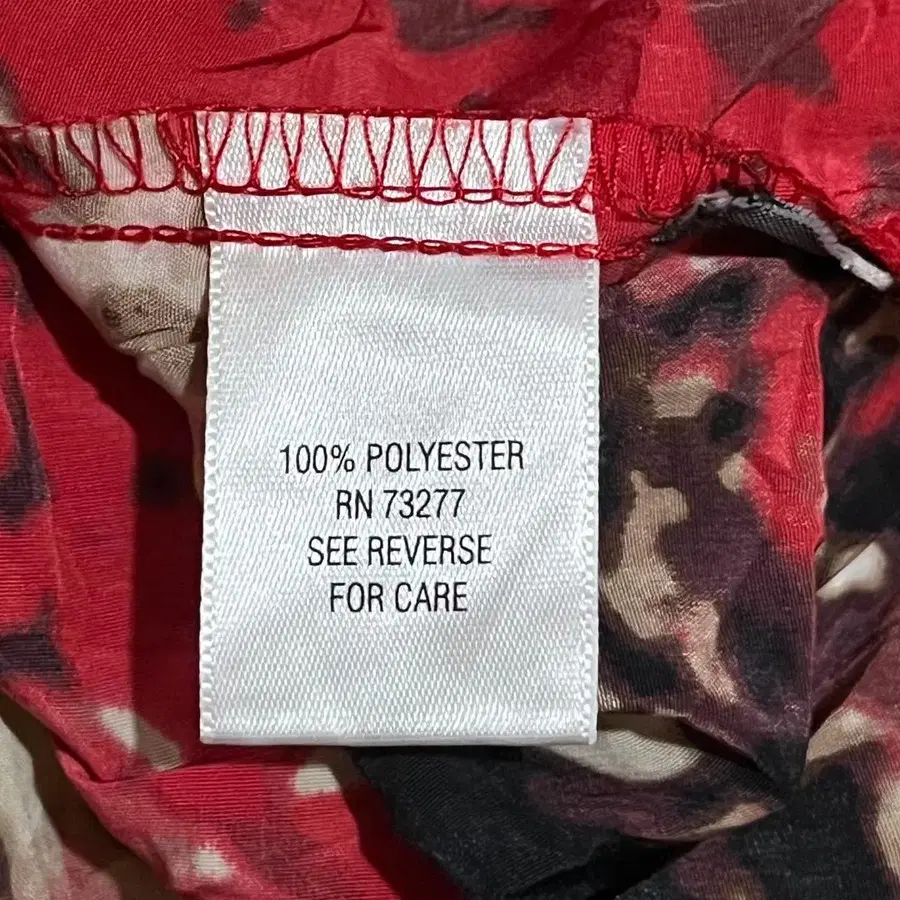 100% POLYESTER
RN 73277
SEE REVERSE
FOR CARE